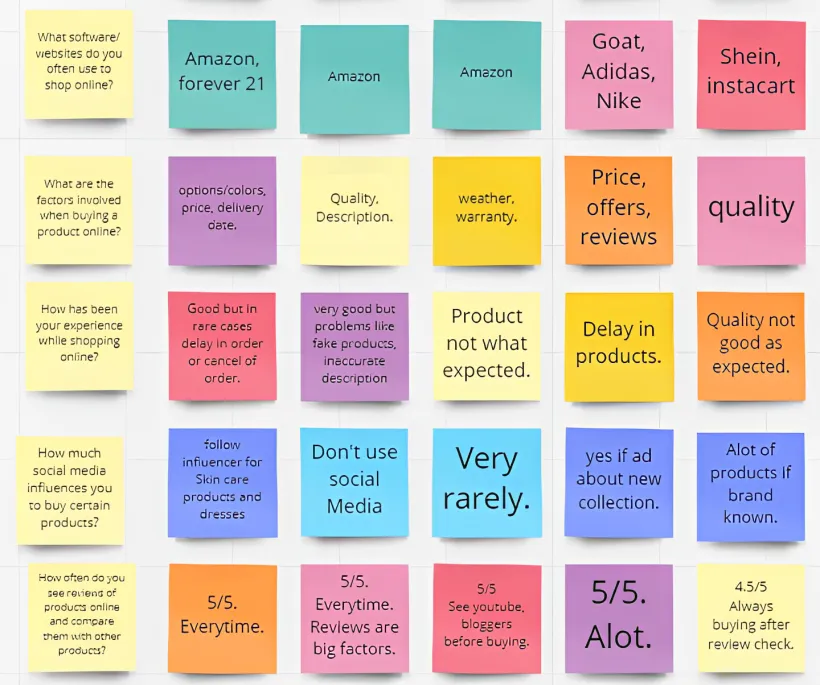 What software/
websites do you
often use to
shop online?
Amazon,
forever 21
Amazon
Amazon
Goat,
Adidas,
Nike
Shein,
instacart
What are the
factors involved
when buying a
product online?
options/colors,
price, delivery
date.
Quality,
Description.
weather,
warranty.
Price,
offers,
reviews
quality
How has been
your experience
while shopping
online?
Good but in
rare cases
delay in order
or cancel of
order.
very good but
problems like
fake products,
inaccurate
description
Product
not what
expected.
Delay in
products.
Quality not
good as
expected.
How much
social media
influences you
to buy certain
products?
follow
influencer for
Skin care
products and
dresses
Don't use
social
Media
Very
rarely.
yes if ad
about new
collection.
Alot of
products if
brand
known.
How often do you
see reviews of
products online
and compare
them with other
products?
5/5.
Everytime.
5/5.
Everytime.
Reviews are
big factors.
5/5
See youtube,
bloggers
before buying.
5/5.
Alot.
4.5/5
Always
buying after
review check.